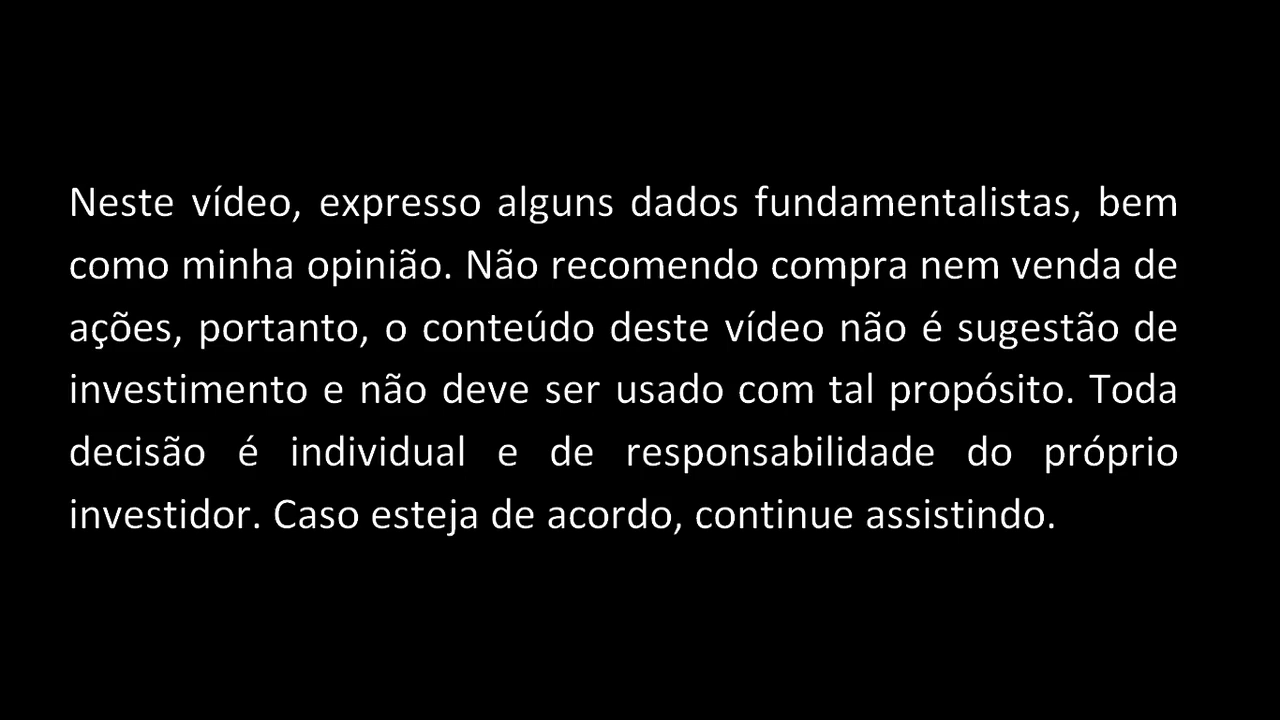 Neste vídeo, expresso alguns dados fundamentalistas, bem
como minha opinião. Não recomendo compra nem venda de
ações, portanto, o conteúdo deste vídeo não é sugestão de
investimento e não deve ser usado com tal propósito. Toda
decisão é individual e de responsabilidade do próprio
investidor. Caso esteja de acordo, continue assistindo.